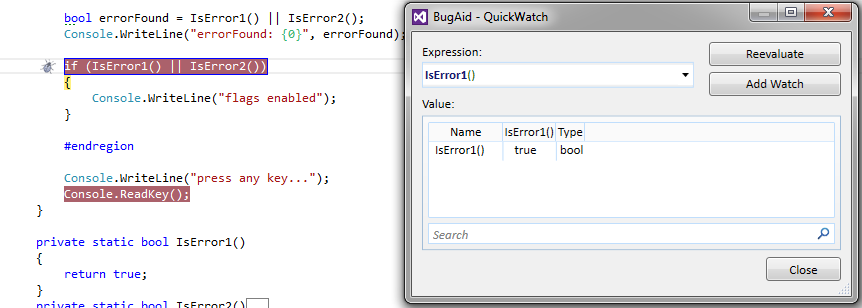 bool errorFound = IsError1() || IsError2();
Console.WriteLine("errorFound: {0}", errorFound);
if (IsError1() || IsError2())
{
Console.WriteLine("flags enabled");
}
#endregion
Console.WriteLine("press any key...");
Console.ReadKey();
}
private static bool IsError1()
{
return true;
}
private static bool IsError2()...
BugAid - QuickWatch
Expression:
Reevaluate
IsError1()
Add Watch
Value:
Name IsError1() Type
IsError1() true bool
Search
Close